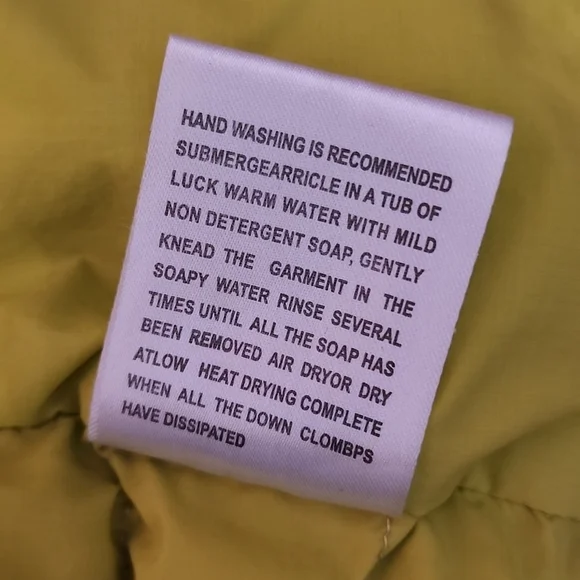 HAND WASHING IS RECOMMENDED
SUBMERGEARRICLE IN A TUB OF
LUCK WARM WATER WITH MILD
NON DETERGENT SOAP, GENTLY
KNEAD THE GARMENT IN THE
SOAPY WATER RINSE SEVERAL
TIMES UNTIL ALL THE SOAP HAS
BEEN REMOVED AIR DRYOR DRY
ATLOW HEAT DRYING COMPLETE
WHEN ALL THE DOWN CLOMBPS
HAVE DISSIPATED